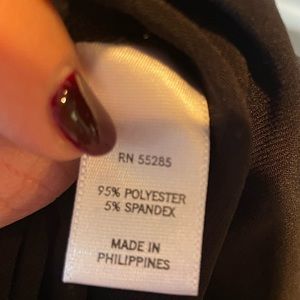 RN 55285
95% POLYESTER
5% SPANDEX
MADE IN
PHILIPPINES